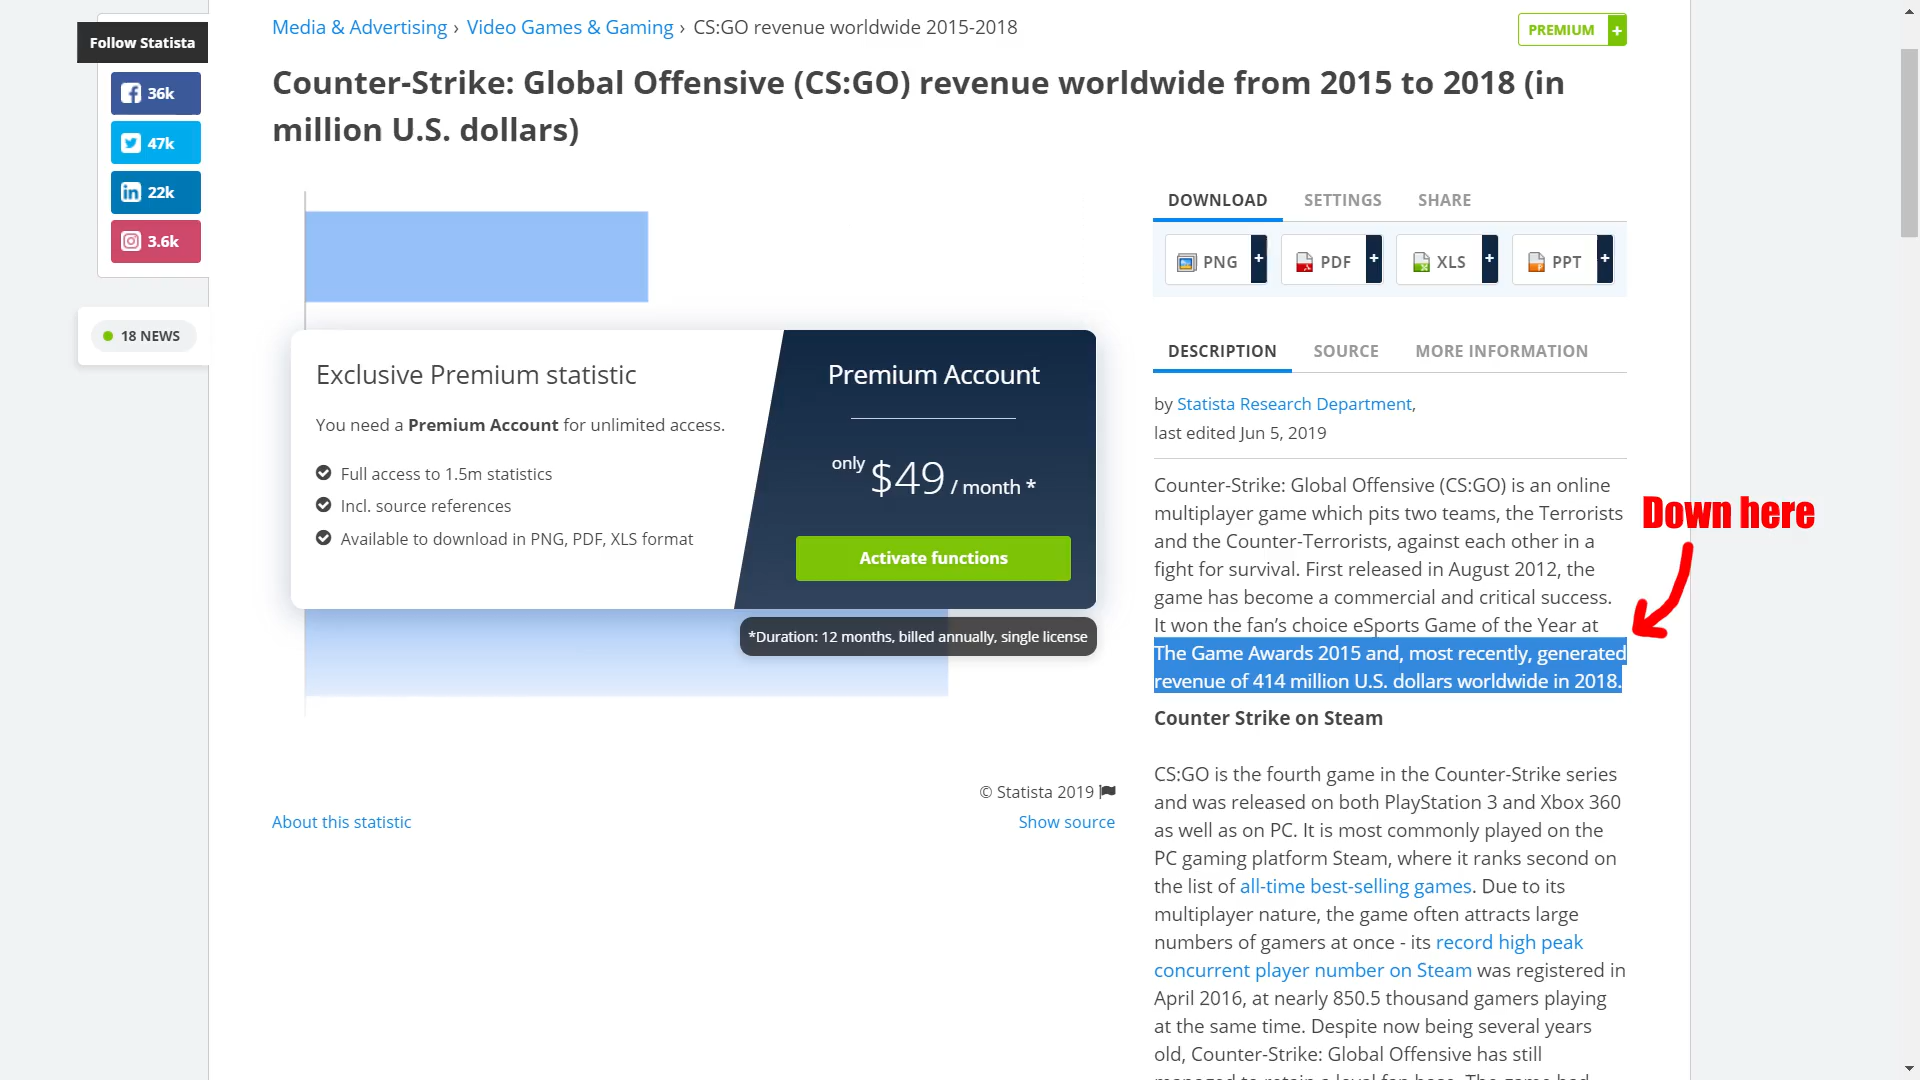 Follow Statista
36k
47k
22k
3.6k
18 NEWS
Media & Advertising › Video Games & Gaming › CS:GO revenue worldwide 2015-2018
PREMIUM +
Counter-Strike: Global Offensive (CS:GO) revenue worldwide from 2015 to 2018 (in
million U.S. dollars)
Exclusive Premium statistic
You need a Premium Account for unlimited access.
Full access to 1.5m statistics
Incl. source references
Available to download in PNG, PDF, XLS format
Premium Account
only $49 / month *
Activate functions
*Duration: 12 months, billed annually, single license
© Statista 2019
About this statistic
Show source
DOWNLOAD SETTINGS SHARE
PNG + PDF + XLS + PPT +
DESCRIPTION SOURCE MORE INFORMATION
by Statista Research Department,
last edited Jun 5, 2019
Counter-Strike: Global Offensive (CS:GO) is an online
multiplayer game which pits two teams, the Terrorists
and the Counter-Terrorists, against each other in a
fight for survival. First released in August 2012, the
game has become a commercial and critical success.
It won the fan’s choice eSports Game of the Year at
The Game Awards 2015 and, most recently, generated
revenue of 414 million U.S. dollars worldwide in 2018.
Down here
Counter Strike on Steam
CS:GO is the fourth game in the Counter-Strike series
and was released on both PlayStation 3 and Xbox 360
as well as on PC. It is most commonly played on the
PC gaming platform Steam, where it ranks second on
the list of all-time best-selling games. Due to its
multiplayer nature, the game often attracts large
numbers of gamers at once - its record high peak
concurrent player number on Steam was registered in
April 2016, at nearly 850.5 thousand gamers playing
at the same time. Despite now being several years
old, Counter-Strike: Global Offensive has still